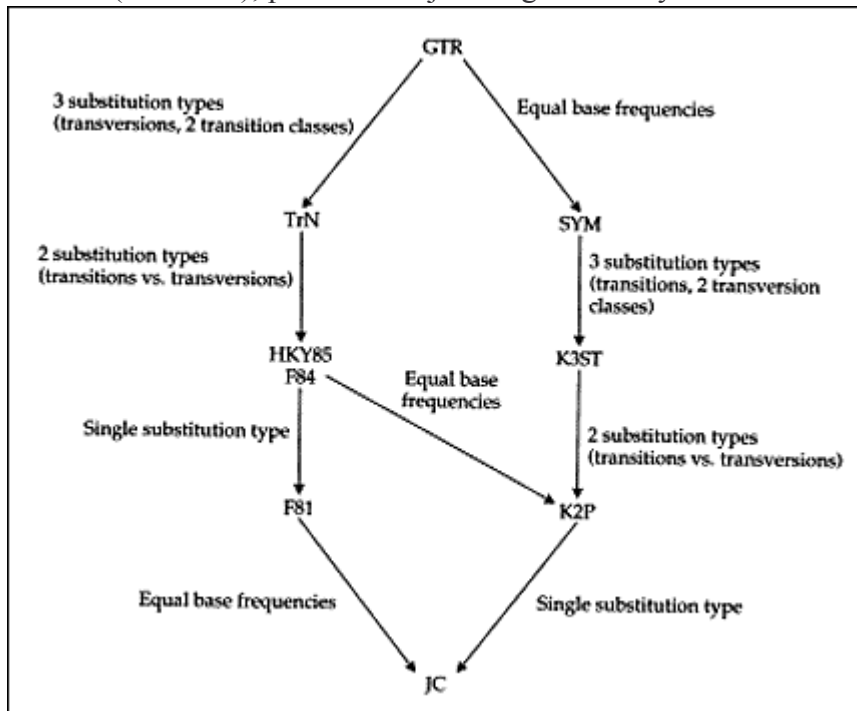 GTR
3 substitution types
(transversions, 2 transition classes)
Equal base frequencies
TrN
SYM
2 substitution types
(transitions vs. transversions)
3 substitution types
(transitions, 2 transversion
classes)
HKY85
F84
K3ST
Equal base
frequencies
Single substitution type
2 substitution types
(transitions vs. transversions)
F81
K2P
Equal base frequencies
Single substitution type
JC